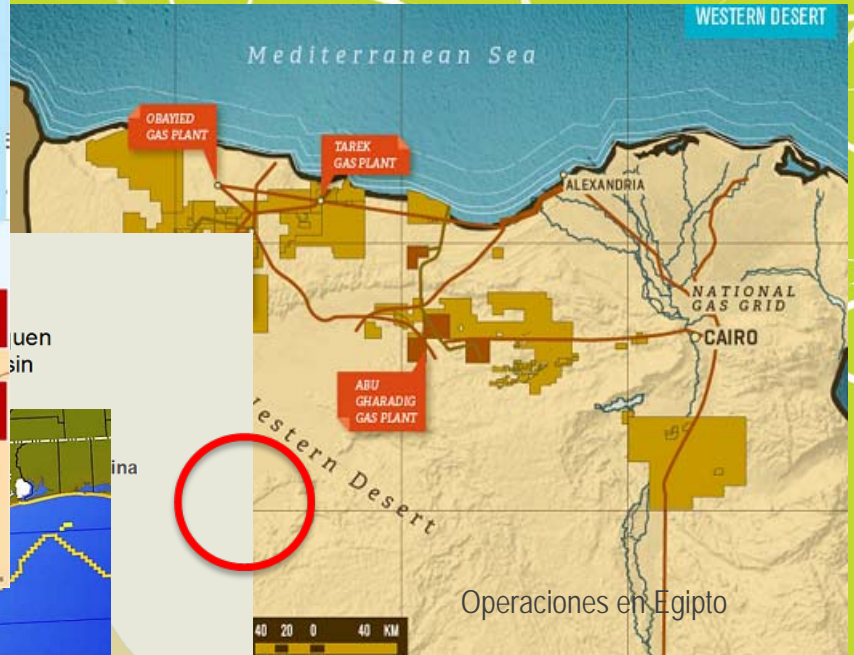 WESTERN DESERT
Mediterranean Sea
OBAYIED
GAS PLANT
TAREK
GAS PLANT
ALEXANDRIA
NATIONAL
GAS GRID
CAIRO
ABU
GHARADIG
GAS PLANT
estern Desert
uen
sin
ina
Operaciones en Egipto
40 20 0 40 KM